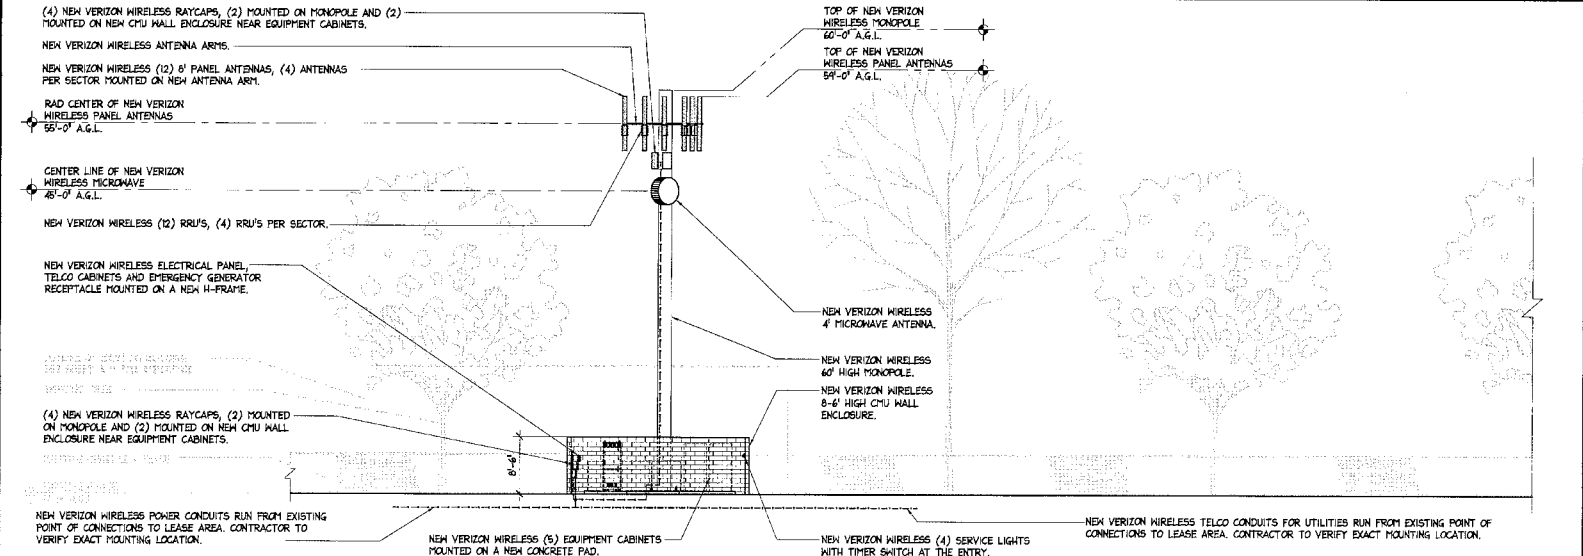 (4) NEW VERIZON WIRELESS RAYCAPS, (2) MOUNTED ON MONOPOLE AND (2)
MOUNTED ON NEW CMU WALL ENCLOSURE NEAR EQUIPMENT CABINETS.
NEW VERIZON WIRELESS ANTENNA ARMS.
NEW VERIZON WIRELESS (12) 8' PANEL ANTENNAS, (4) ANTENNAS
PER SECTOR MOUNTED ON NEW ANTENNA ARM.
RAD CENTER OF NEW VERIZON
WIRELESS PANEL ANTENNAS
55'-0" A.G.L.
CENTER LINE OF NEW VERIZON
WIRELESS MICROWAVE
45'-0" A.G.L.
NEW VERIZON WIRELESS (12) RRU'S, (4) RRU'S PER SECTOR.
NEW VERIZON WIRELESS ELECTRICAL PANEL,
TELCO CABINETS AND EMERGENCY GENERATOR
RECEPTACLE MOUNTED ON A NEW H-FRAME.
(4) NEW VERIZON WIRELESS RAYCAPS, (2) MOUNTED
ON MONOPOLE AND (2) MOUNTED ON NEW CMU WALL
ENCLOSURE NEAR EQUIPMENT CABINETS.
NEW VERIZON WIRELESS POWER CONDUITS RUN FROM EXISTING
POINT OF CONNECTIONS TO LEASE AREA. CONTRACTOR TO
VERIFY EXACT MOUNTING LOCATION.
8'-6"
NEW VERIZON WIRELESS (5) EQUIPMENT CABINETS
MOUNTED ON A NEW CONCRETE PAD.
TOP OF NEW VERIZON
WIRELESS MONOPOLE
60'-0" A.G.L.
TOP OF NEW VERIZON
WIRELESS PANEL ANTENNAS
59'-0" A.G.L.
NEW VERIZON WIRELESS
4' MICROWAVE ANTENNA.
NEW VERIZON WIRELESS
60' HIGH MONOPOLE.
NEW VERIZON WIRELESS
8-6" HIGH CMU WALL
ENCLOSURE.
NEW VERIZON WIRELESS (4) SERVICE LIGHTS
WITH TIMER SWITCH AT THE ENTRY.
NEW VERIZON WIRELESS TELCO CONDUITS FOR UTILITIES RUN FROM EXISTING POINT OF
CONNECTIONS TO LEASE AREA. CONTRACTOR TO VERIFY EXACT MOUNTING LOCATION.